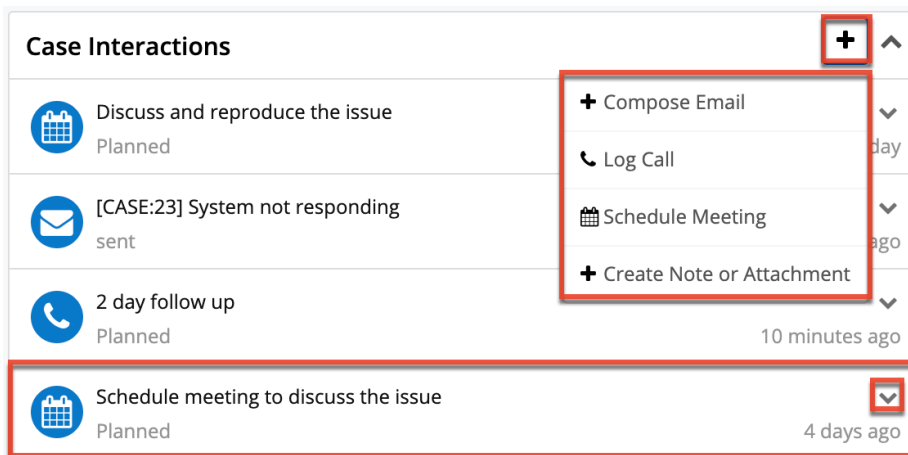 Case Interactions
Discuss and reproduce the issue
Planned
day
[CASE:23] System not responding
sent
ago
2 day follow up
Planned
10 minutes ago
Schedule meeting to discuss the issue
Planned
4 days ago
Compose Email
Log Call
Schedule Meeting
Create Note or Attachment